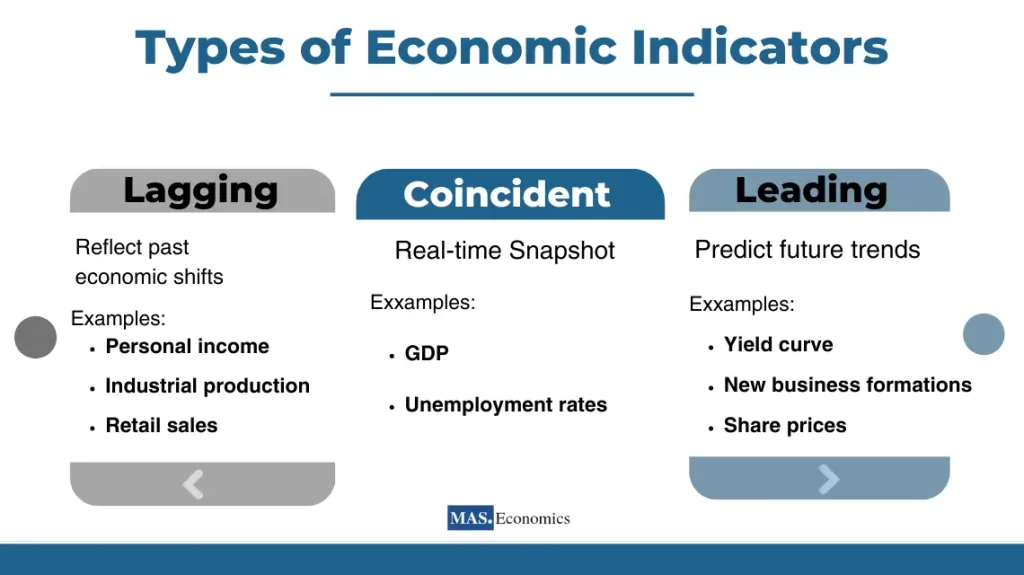 Types of Economic Indicators
Lagging
Reflect past
economic shifts
Examples:
• Personal income
• Industrial production
• Retail sales
Coincident
Real-time Snapshot
Exxamples:
• GDP
• Unemployment rates
Leading
Predict future trends
Exxamples:
• Yield curve
• New business formations
• Share prices
MAS.Economics